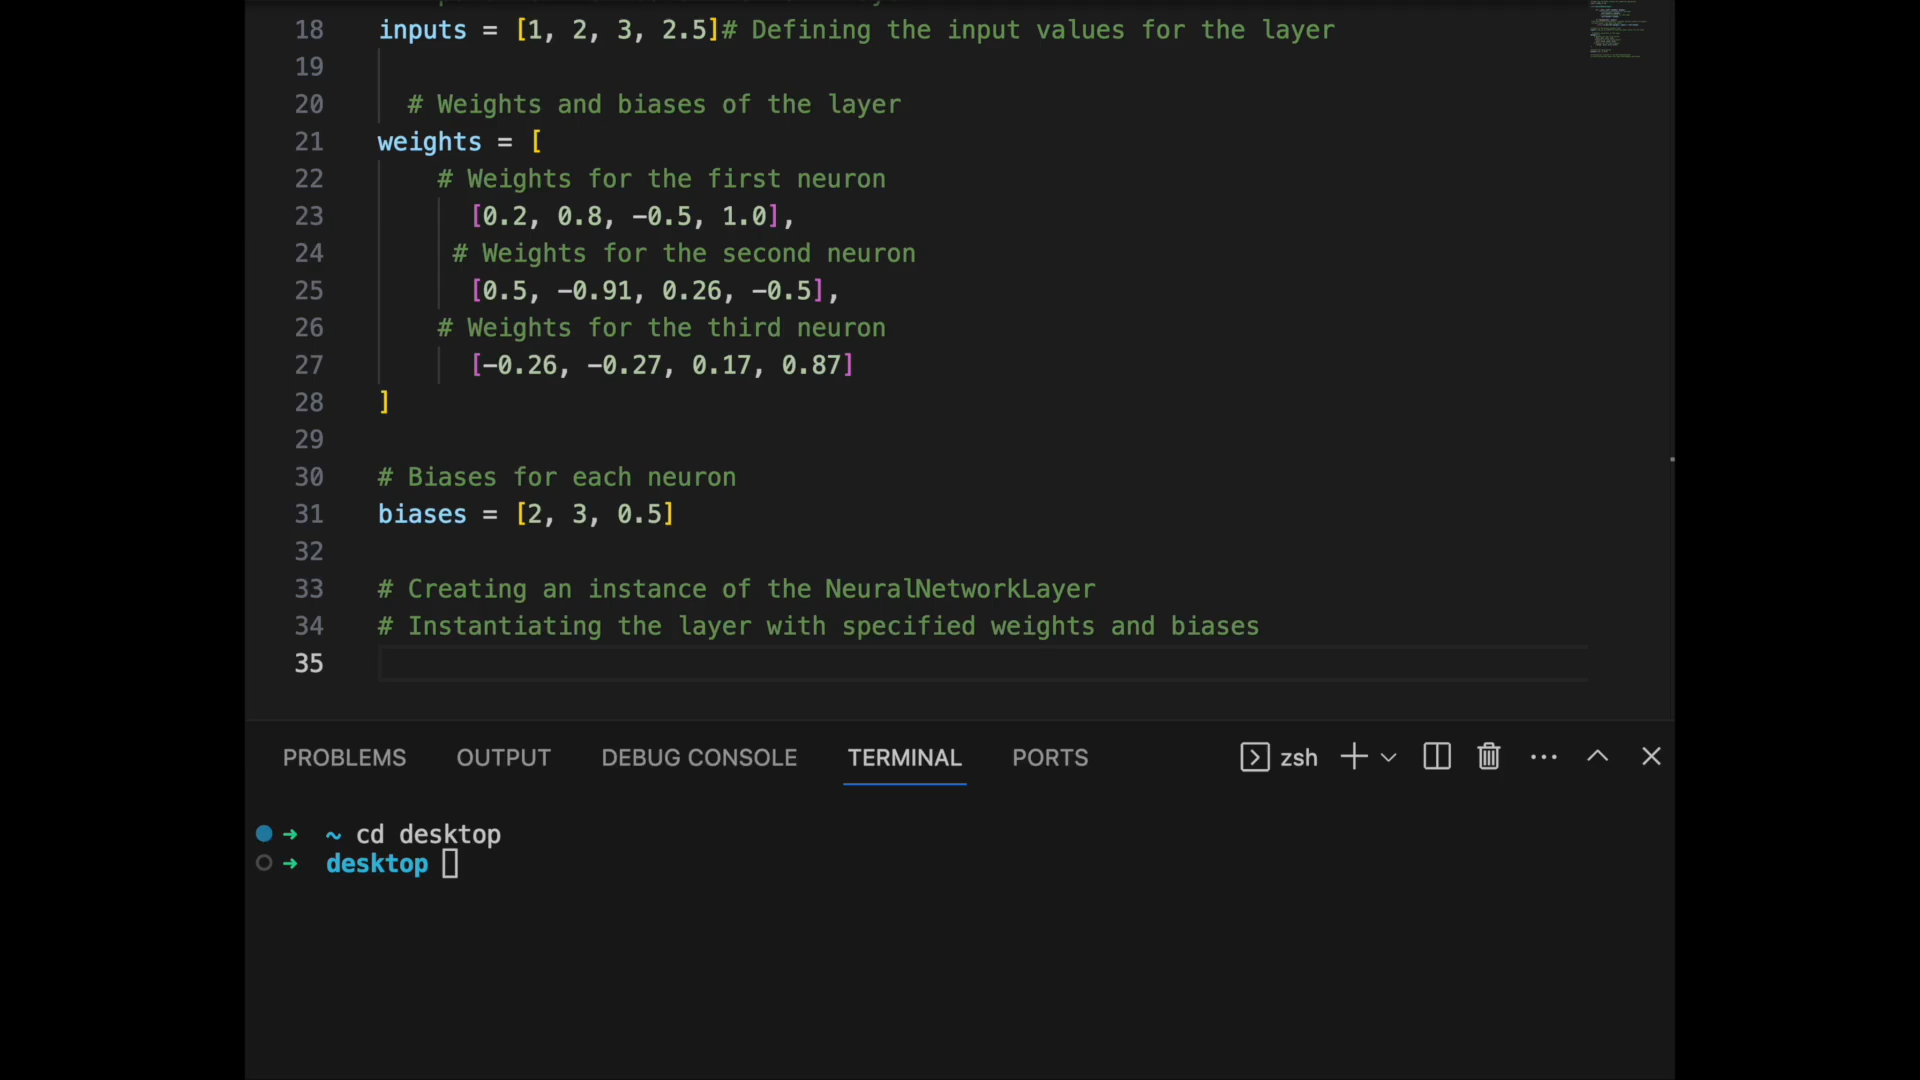 18 inputs = [1, 2, 3, 2.5]# Defining the input values for the layer
19
20 # Weights and biases of the layer
21 weights = [
22 # Weights for the first neuron
23 [0.2, 0.8, -0.5, 1.0],
24 # Weights for the second neuron
25 [0.5, -0.91, 0.26, -0.5],
26 # Weights for the third neuron
27 [-0.26, -0.27, 0.17, 0.87]
28 ]
29
30 # Biases for each neuron
31 biases = [2, 3, 0.5]
32
33 # Creating an instance of the NeuralNetworkLayer
34 # Instantiating the layer with specified weights and biases
35
PROBLEMS OUTPUT DEBUG CONSOLE TERMINAL PORTS zsh
~ cd desktop
desktop